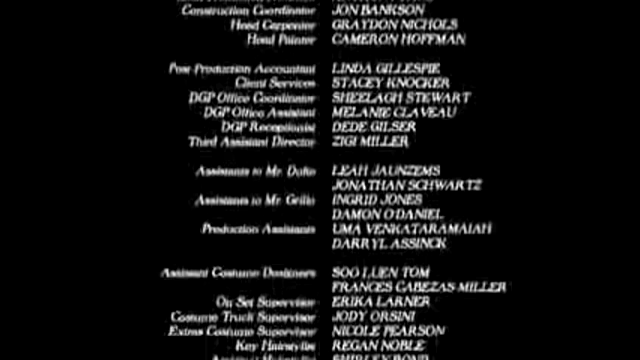 Construction Coordinator JON BANKSON
Head Carpenter GRAYDON NICHOLS
Head Painter CAMERON HOFFMAN
Post-Production Accountant LINDA GILLESPIE
Client Services STACEY KNOCKER
DGP Office Coordinator SHEELAGH STEWART
DGP Office Assistant MELANIE CLAVEAU
DGP Receptionist DEDE GILSER
Third Assistant Director ZIGI MILLER
Assistants to Mr. LEAH JAUNZEMS
JONATHAN SCHWARTZ
Assistants to Mr. Grillo INGRID JONES
DAMON O'DANIEL
Production Assistants UMA VENKATARAMAIAH
DARRYL ASSINCK
Assistant Costume Designers SOO LUEN TOM
FRANCES CABEZAS MILLER
On Set Supervisor ERIKA LARNER
Costume Truck Supervisor JODY ORSINI
Extras Costume Supervisor NICOLE PEARSON
Key Hairstylist REGAN NOBLE